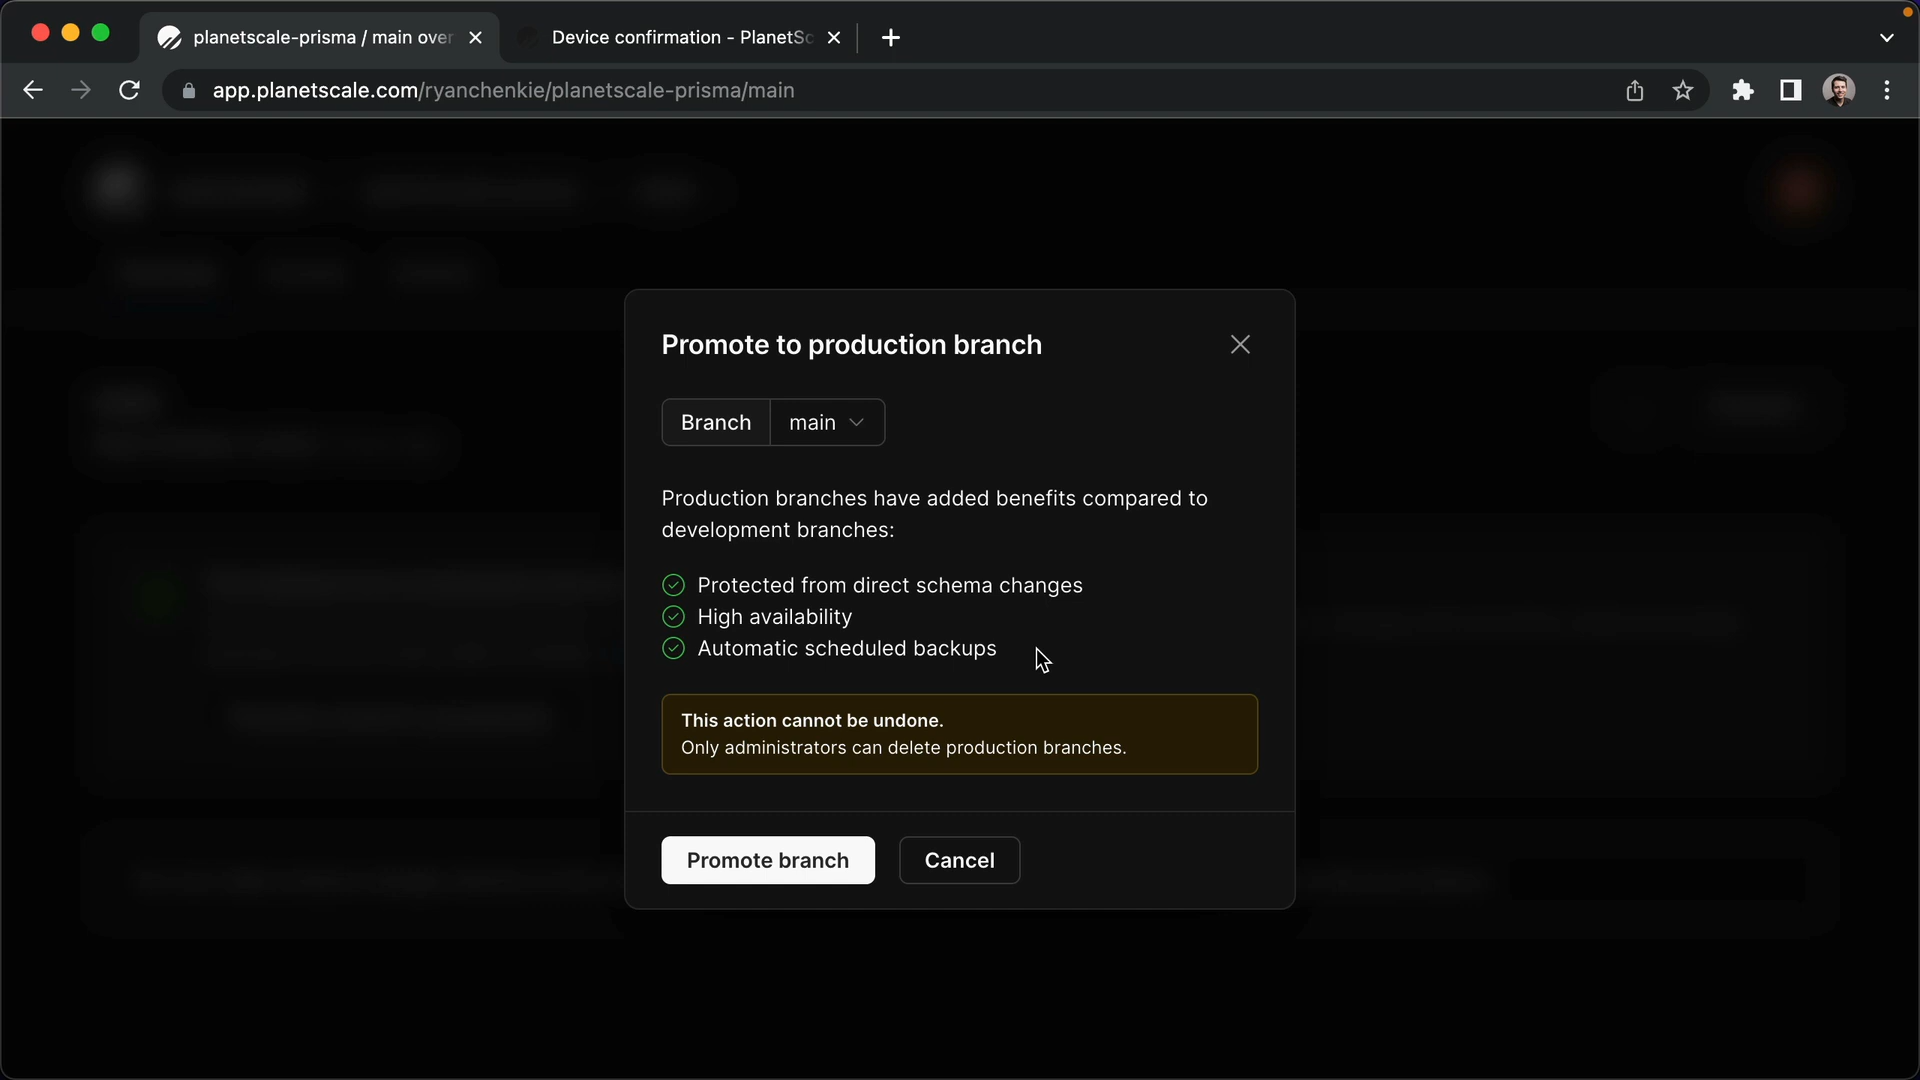 planetscale-prisma / main over
Device confirmation - PlanetSc
app.planetscale.com/ryanchenkie/planetscale-prisma/main
Promote to production branch
Branch main
Production branches have added benefits compared to
development branches:
Protected from direct schema changes
High availability
Automatic scheduled backups
This action cannot be undone.
Only administrators can delete production branches.
Promote branch Cancel